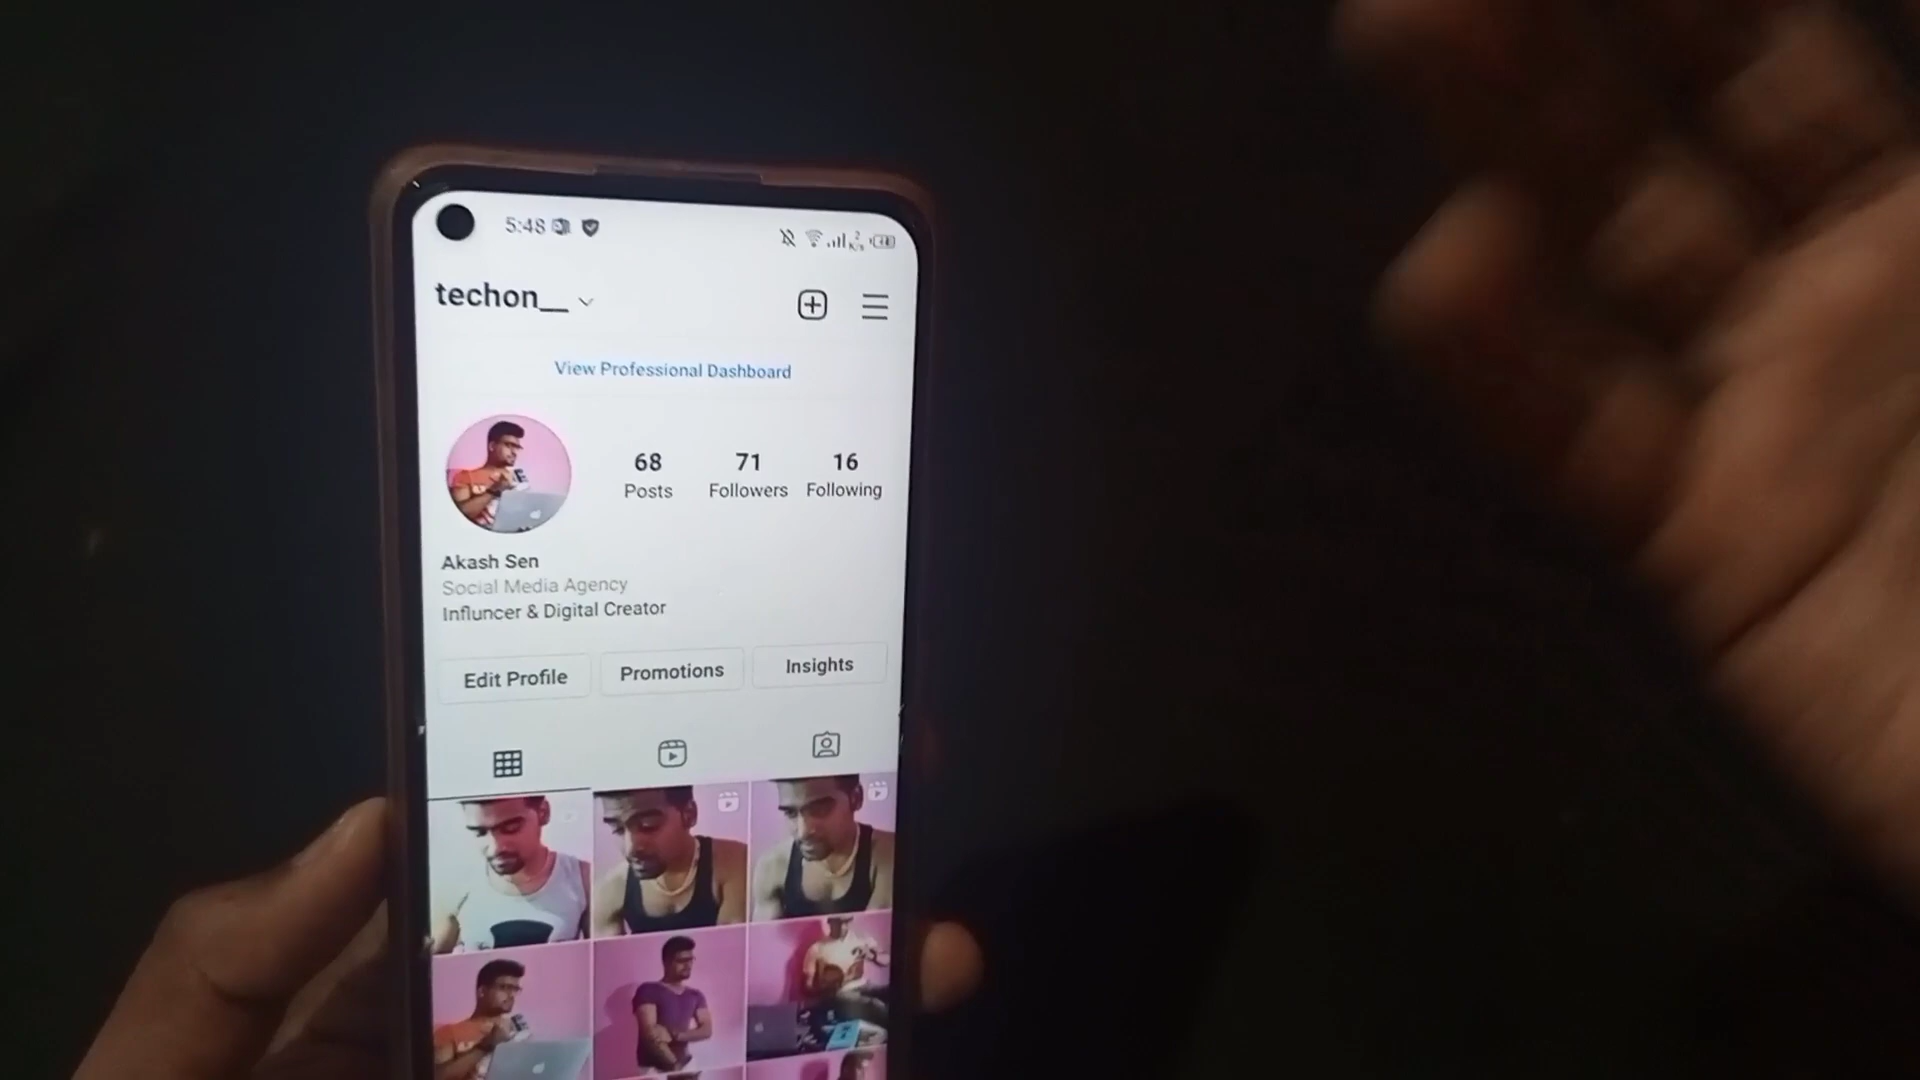 5:48
techon__
View Professional Dashboard
68 71 16
Posts Followers Following
Akash Sen
Social Media Agency
Influncer & Digital Creator
Edit Profile Promotions Insights